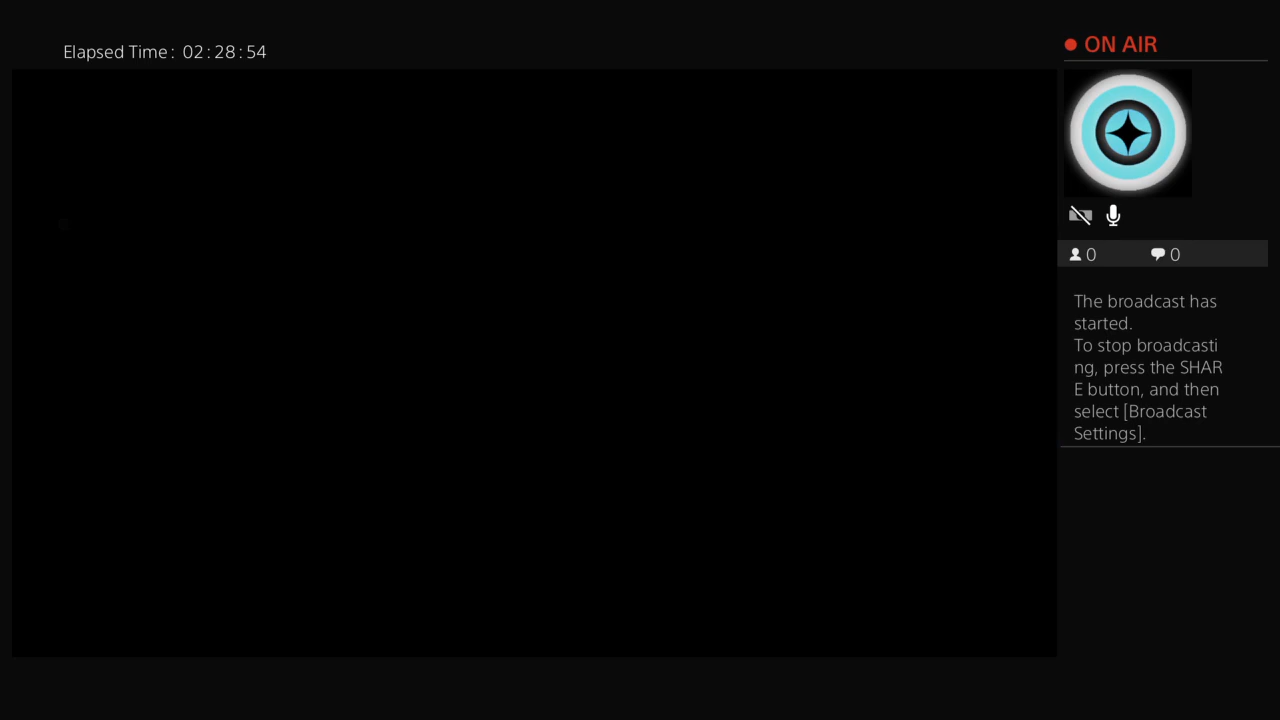 Elapsed Time: 02:28:54
ON AIR
0 0
The broadcast has
started.
To stop broadcasti
ng, press the SHAR
E button, and then
select [Broadcast
Settings].